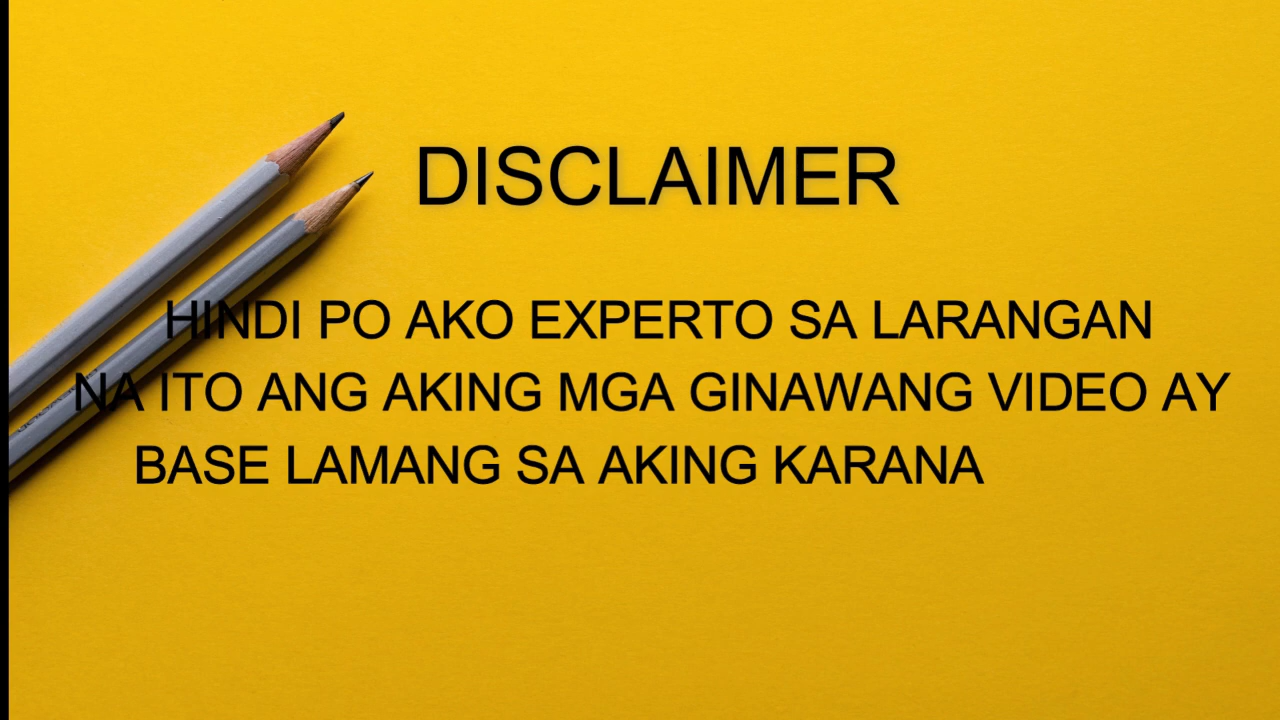 DISCLAIMER
HINDI PO AKO EXPERTO SA LARANGAN
NA ITO ANG AKING MGA GINAWANG VIDEO AY
BASE LAMANG SA AKING KARANA